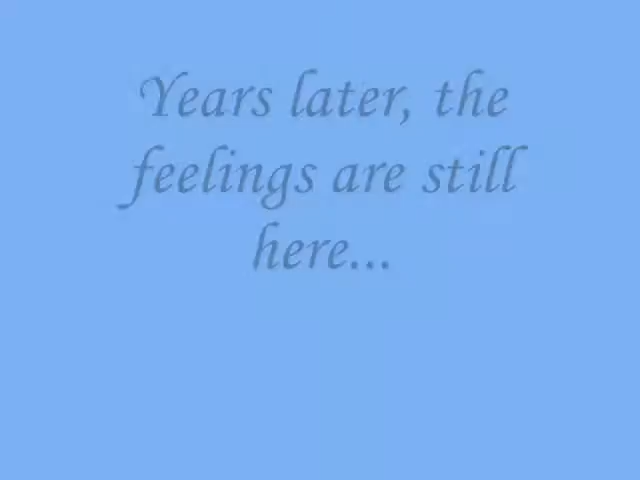 Years later, the
feelings are still
here...